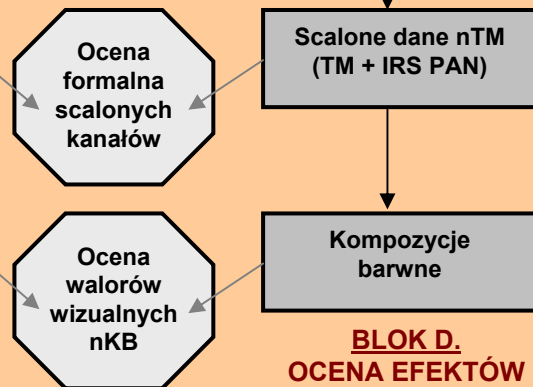 Ocena
formalna
scalonych
kanałów
Scalone dane nTM
(TM + IRS PAN)
Ocena
walorów
wizualnych
nKB
Kompozycje
barwne
BLOK D.
OCENA EFEKTÓW